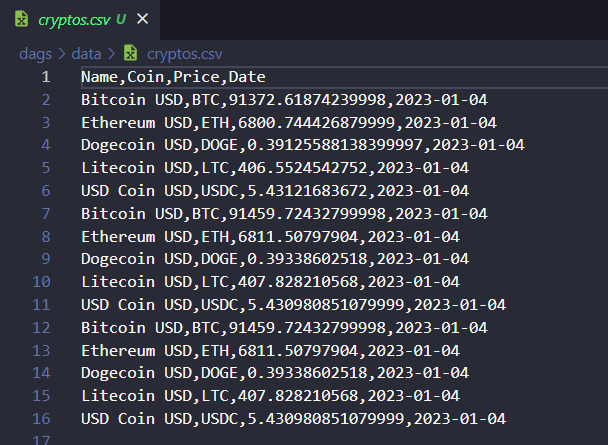 cryptos.csv U
dags > data > cryptos.csv
1 Name,Coin,Price,Date
2 Bitcoin USD,BTC,91372.61874239998,2023-01-04
3 Ethereum USD,ETH,6800.744426879999,2023-01-04
4 Dogecoin USD,DOGE,0.39125588138399997,2023-01-04
5 Litecoin USD,LTC,406.5524542752,2023-01-04
6 USD Coin USD,USDC,5.43121683672,2023-01-04
7 Bitcoin USD,BTC,91459.72432799998,2023-01-04
8 Ethereum USD,ETH,6811.50797904,2023-01-04
9 Dogecoin USD,DOGE,0.39338602518,2023-01-04
10 Litecoin USD,LTC,407.828210568,2023-01-04
11 USD Coin USD,USDC,5.430980851079999,2023-01-04
12 Bitcoin USD,BTC,91459.72432799998,2023-01-04
13 Ethereum USD,ETH,6811.50797904,2023-01-04
14 Dogecoin USD,DOGE,0.39338602518,2023-01-04
15 Litecoin USD,LTC,407.828210568,2023-01-04
16 USD Coin USD,USDC,5.430980851079999,2023-01-04
17